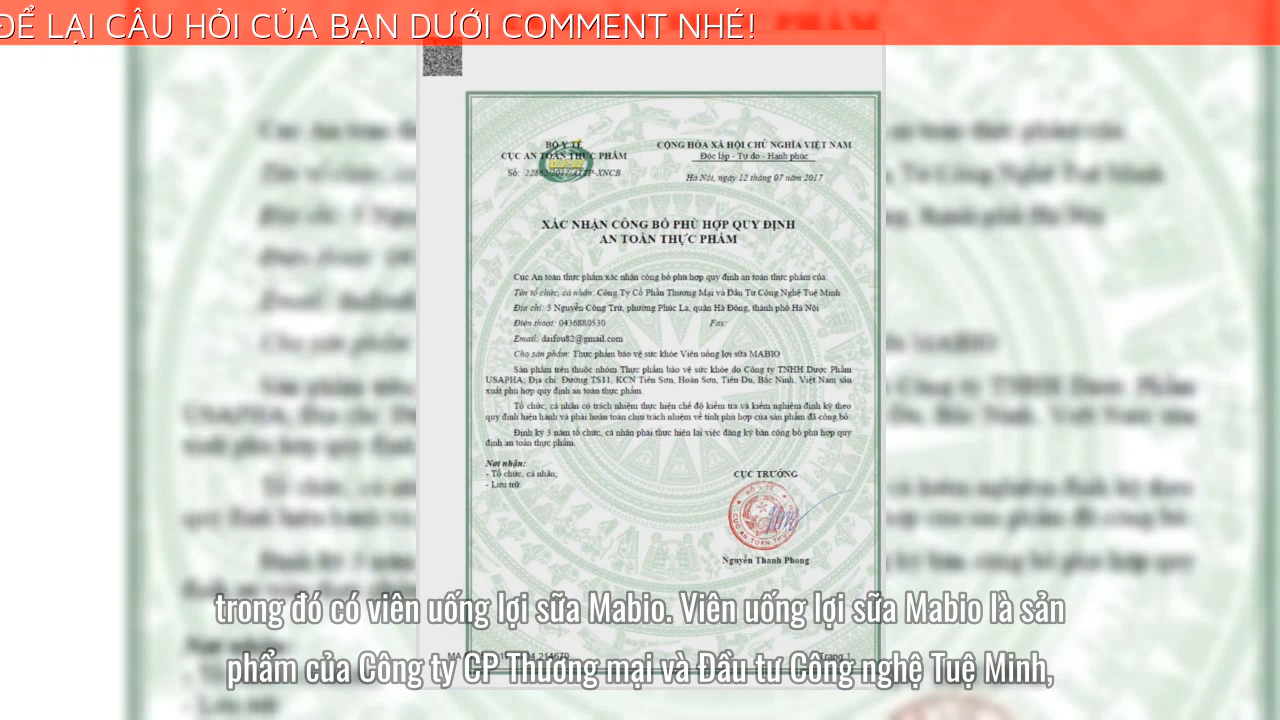 ĐỂ LẠI CÂU HỎI CỦA BẠN DƯỚI COMMENT NHÉ!
BỘ Y TẾ
CỤC AN TOÀN THỰC PHẨM
Số:
CỘNG HÒA XÃ HỘI CHỦ NGHĨA VIỆT NAM
Độc lập - Tự do - Hạnh phúc
Hà Nội, ngày 12 tháng 07 năm 2017
XÁC NHẬN CÔNG BỐ PHÙ HỢP QUY ĐỊNH
AN TOÀN THỰC PHẨM
Cục An toàn thực phẩm xác nhận công bố phù hợp quy định an toàn thực phẩm của:
Tên tổ chức, cá nhân: Công Ty Cổ Phần Thương Mại và Đầu Tư Công Nghệ Tuệ Minh
Địa chỉ: 5 Nguyễn Công Trứ, phường Phúc La, quận Hà Đông, thành phố Hà Nội
Điện thoại: 0436880530 Fax:
Email: daifou82@gmail.com
Cho sản phẩm: Thực phẩm bảo vệ sức khỏe Viên uống lợi sữa MABIO
Sản phẩm trên thuộc nhóm Thực phẩm bảo vệ sức khỏe do Công ty TNHH Dược Phẩm
USAPHA; Địa chỉ: Đường TS11, KCN Tiên Sơn, Hoàn Sơn, Tiên Du, Bắc Ninh, Việt Nam sản
xuất phù hợp quy định an toàn thực phẩm.
Tổ chức, cá nhân có trách nhiệm thực hiện chế độ kiểm tra và kiểm nghiệm định kỳ theo
quy định hiện hành và phải hoàn toàn chịu trách nhiệm về tính phù hợp của sản phẩm đã công bố.
Định kỳ 3 năm tổ chức, cá nhân phải thực hiện lại việc đăng ký bản công bố phù hợp quy
định an toàn thực phẩm.
Nơi nhận:
- Tổ chức, cá nhân;
- Lưu trữ.
CỤC TRƯỞNG
Nguyễn Thanh Phong
trong đó có viên uống lợi sữa Mabio. Viên uống lợi sữa Mabio là sản
phẩm của Công ty CP Thương mại và Đầu tư Công nghệ Tuệ Minh,